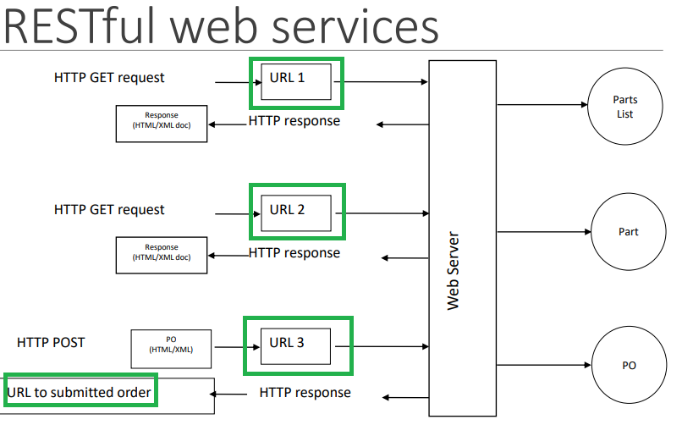 RESTful web services
HTTP GET request
URL 1
Response
(HTML/XML doc)
HTTP response
Parts
List
HTTP GET request
URL 2
Response
(HTML/XML doc)
HTTP response
Web Server
Part
HTTP POST
PO
(HTML/XML)
URL 3
PO
URL to submitted order
HTTP response